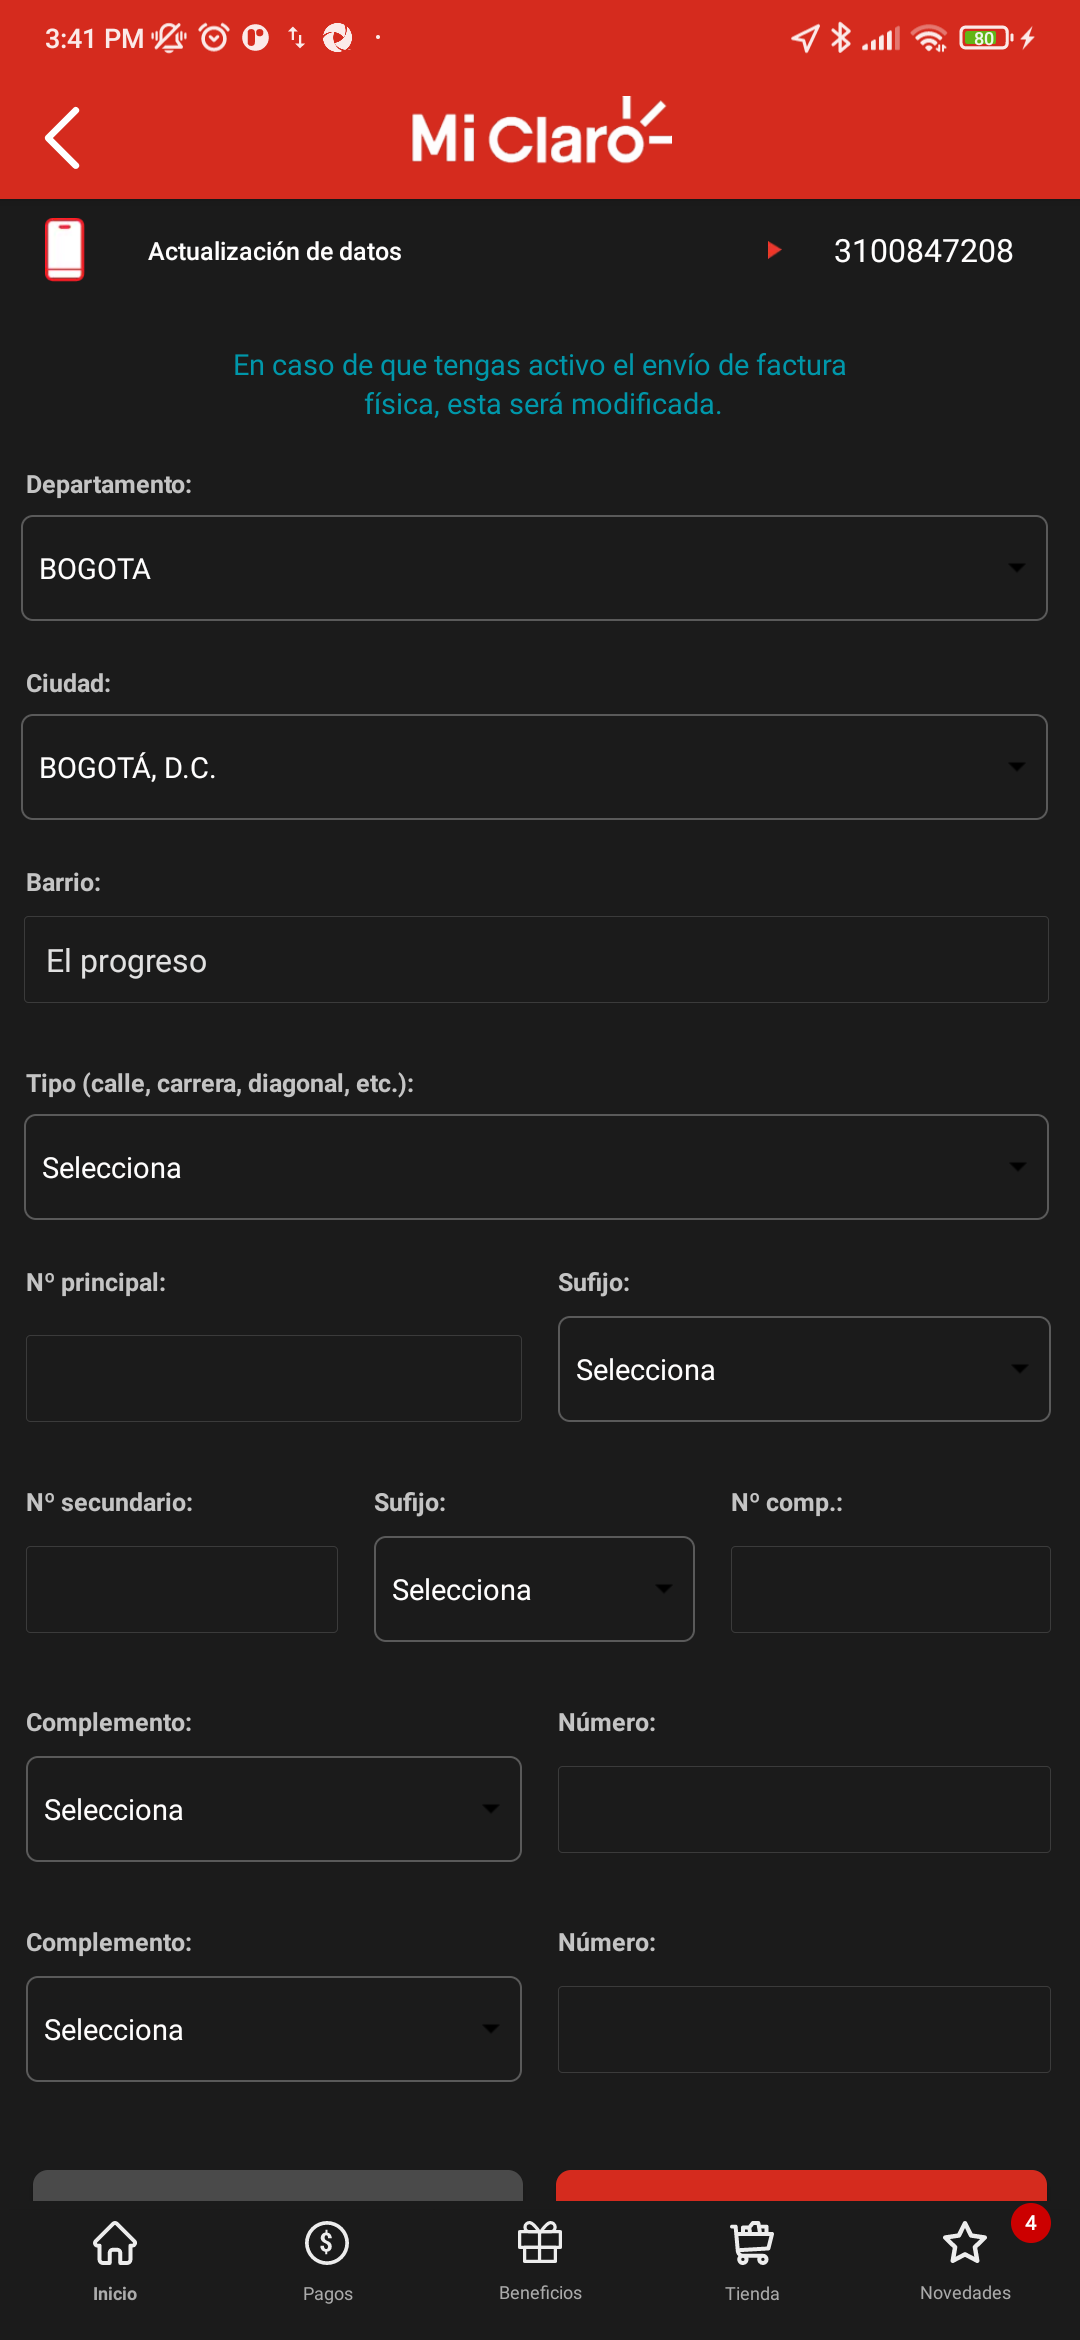 3:41 PM
80
Mi Claro
Actualización de datos
3100847208
En caso de que tengas activo el envío de factura
física, esta será modificada.
Departamento:
BOGOTA
Ciudad:
BOGOTÁ, D.C.
Barrio:
El progreso
Tipo (calle, carrera, diagonal, etc.):
Selecciona
Nº principal:
Sufijo:
Selecciona
Nº secundario:
Sufijo:
Nº comp.:
Selecciona
Complemento:
Número:
Selecciona
Complemento:
Número:
Selecciona
4
Inicio
Pagos
Beneficios
Tienda
Novedades